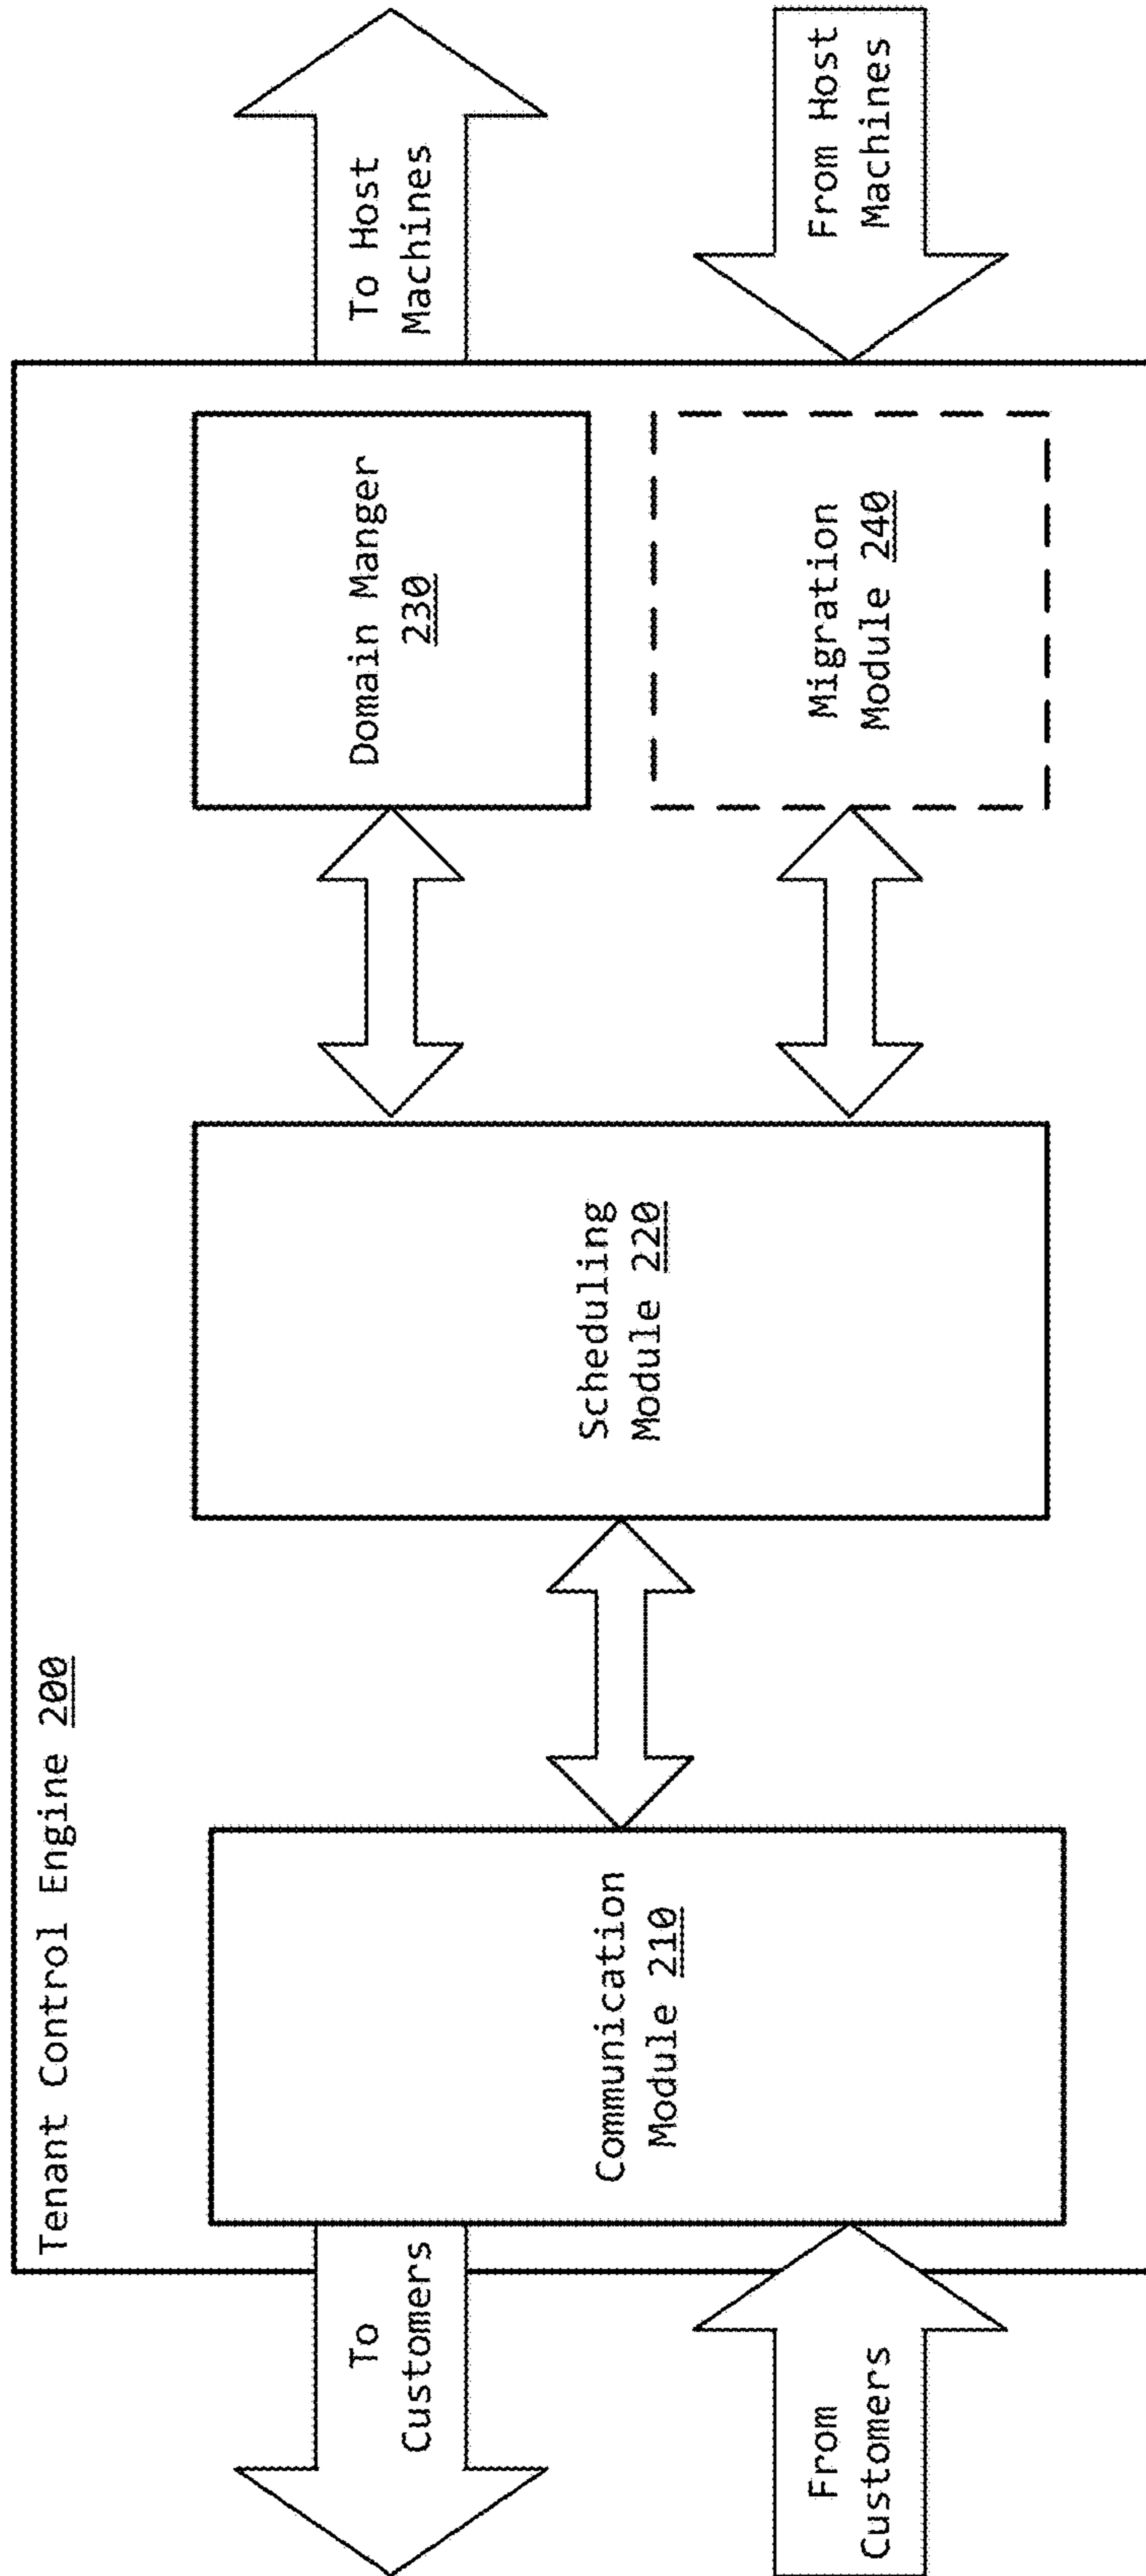 Tenant Control Engine 200
To
Customers
From
Customers
Communication
Module 210
Scheduling
Module 220
Domain Manger
230
Migration
Module 240
To Host
Machines
From Host
Machines